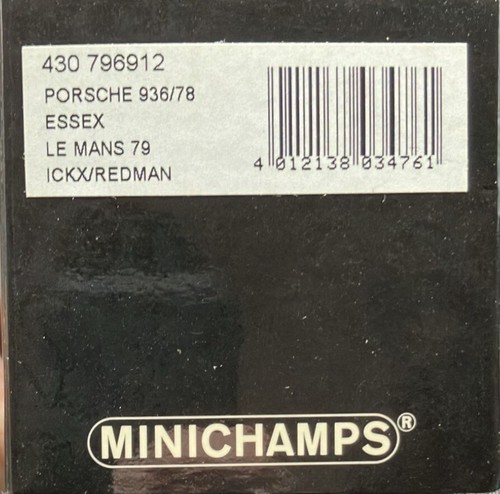 430 796912
PORSCHE 936/78
ESSEX
LE MANS 79
ICKX/REDMAN
4 012138 034761
MINICHAMPS®